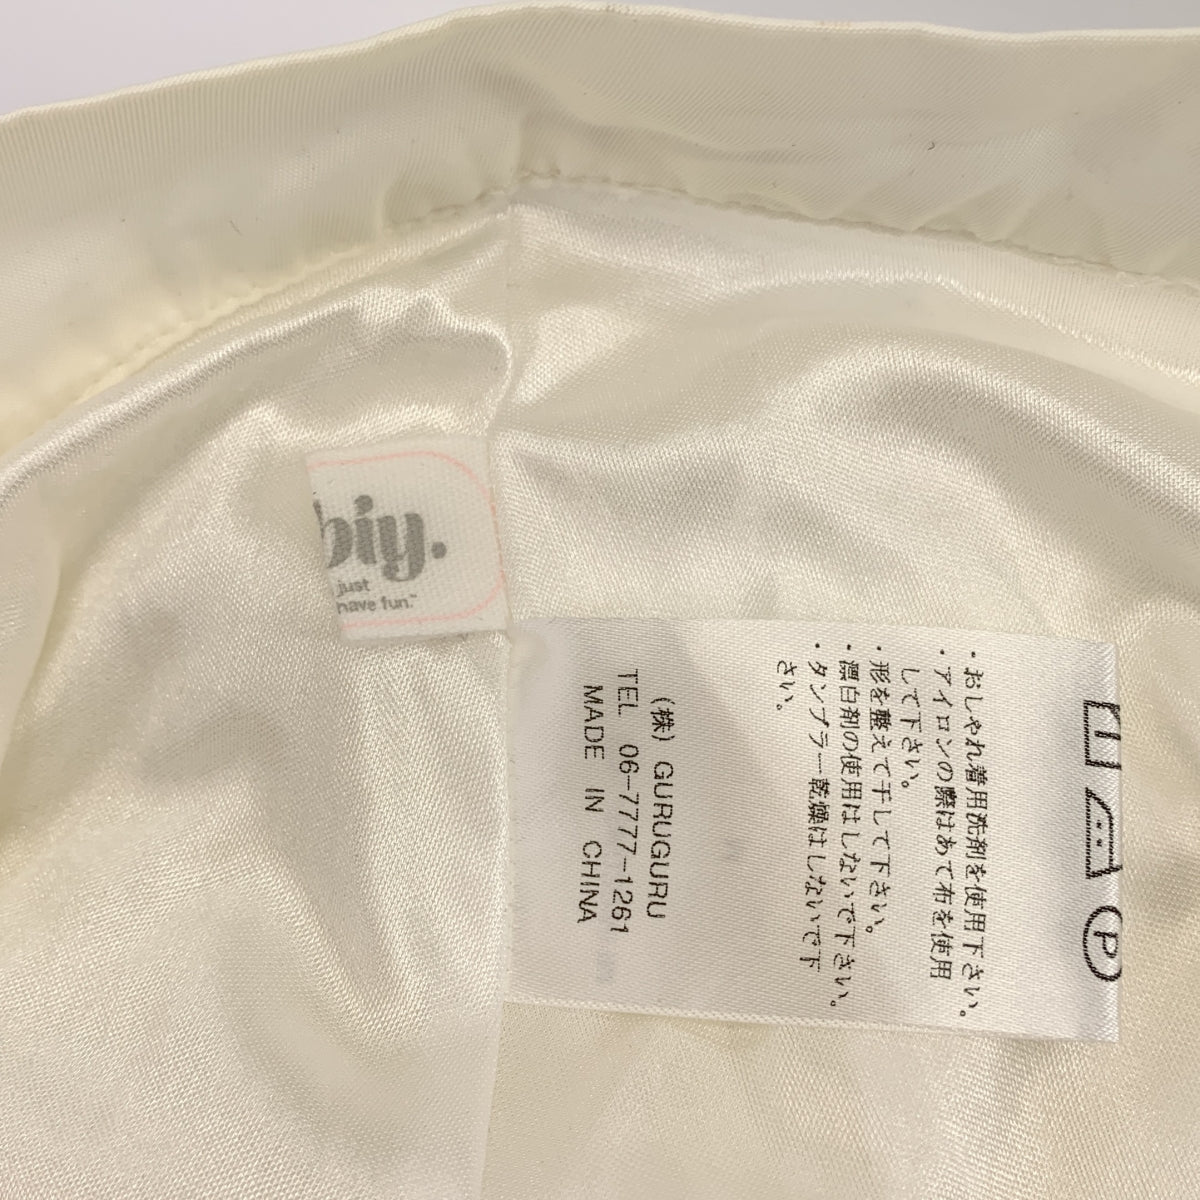 biy.
just
have fun.™
P
・おしゃれ着用洗剤を使用下さい。
・アイロンの際はあて布を使用
して下さい。
・形を整えて干して下さい。
・漂白剤の使用はしないで下さい。
・タンブラー乾燥はしないで下
さい。
(株) GURUGURU
TEL 06-7777-1261
MADE IN CHINA